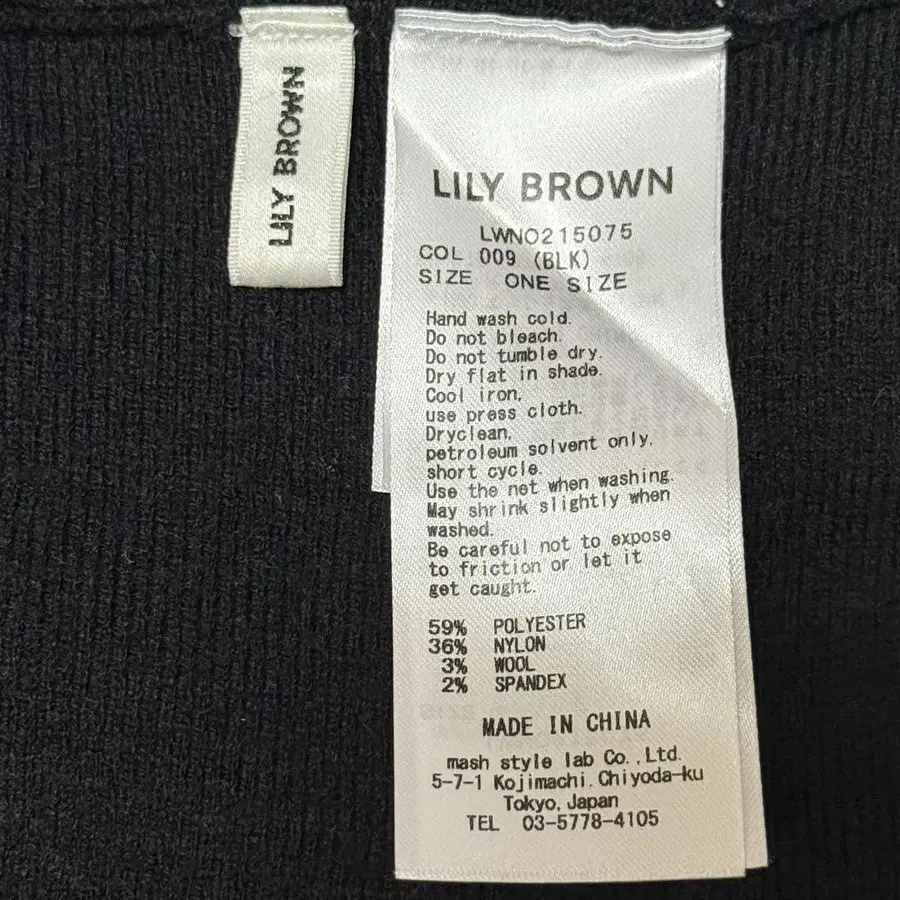 LILY BROWN
LILY BROWN
LWNO215075
COL 009 (BLK)
SIZE ONE SIZE
Hand wash cold.
Do not bleach.
Do not tumble dry.
Dry flat in shade.
Cool iron,
use press cloth.
Dryclean,
petroleum solvent only.
short cycle.
Use the net when washing.
May shrink slightly when
washed.
Be careful not to expose
to friction or let it
get caught.
59% POLYESTER
36% NYLON
3% WOOL
2% SPANDEX
MADE IN CHINA
mash style lab Co.,Ltd.
5-7-1 Kojimachi.Chiyoda-ku
Tokyo, Japan
TEL 03-5778-4105